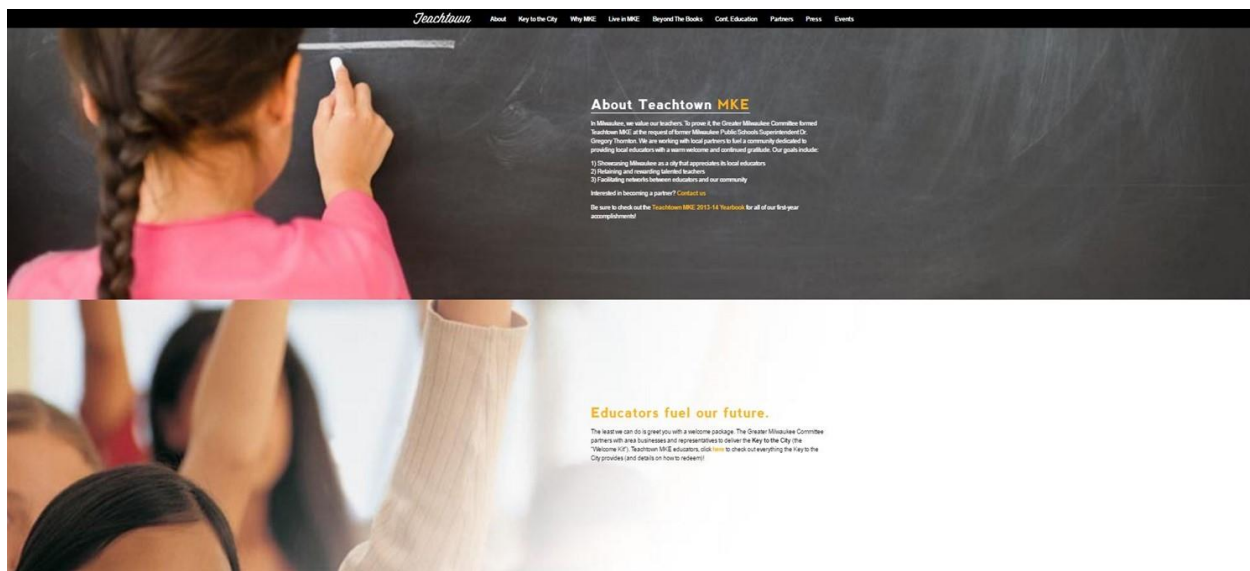 Teachtown About Key to the City Why MKE Live in MKE Beyond The Books Cont. Education Partners Press Events
About Teachtown MKE
In Milwaukee, we value our teachers. To prove it, the Greater Milwaukee Committee formed
Teachtown MKE at the request of former Milwaukee Public Schools Superintendent Dr.
Gregory Thornton. We are working with local partners to fuel a community dedicated to
providing local educators with a warm welcome and continued gratitude. Our goals include:
1) Showcasing Milwaukee as a city that appreciates its local educators
2) Retaining and rewarding talented teachers
3) Facilitating networks between educators and our community
Interested in becoming a partner? Contact us
Be sure to check out the Teachtown MKE 2013-14 Yearbook for all of our first-year
accomplishments!
Educators fuel our future.
The least we can do is greet you with a welcome package. The Greater Milwaukee Committee
partners with area businesses and representatives to deliver the Key to the City (the
"Welcome Kit"). Teachtown MKE educators, click here to check out everything the Key to the
City provides (and details on how to redeem)!